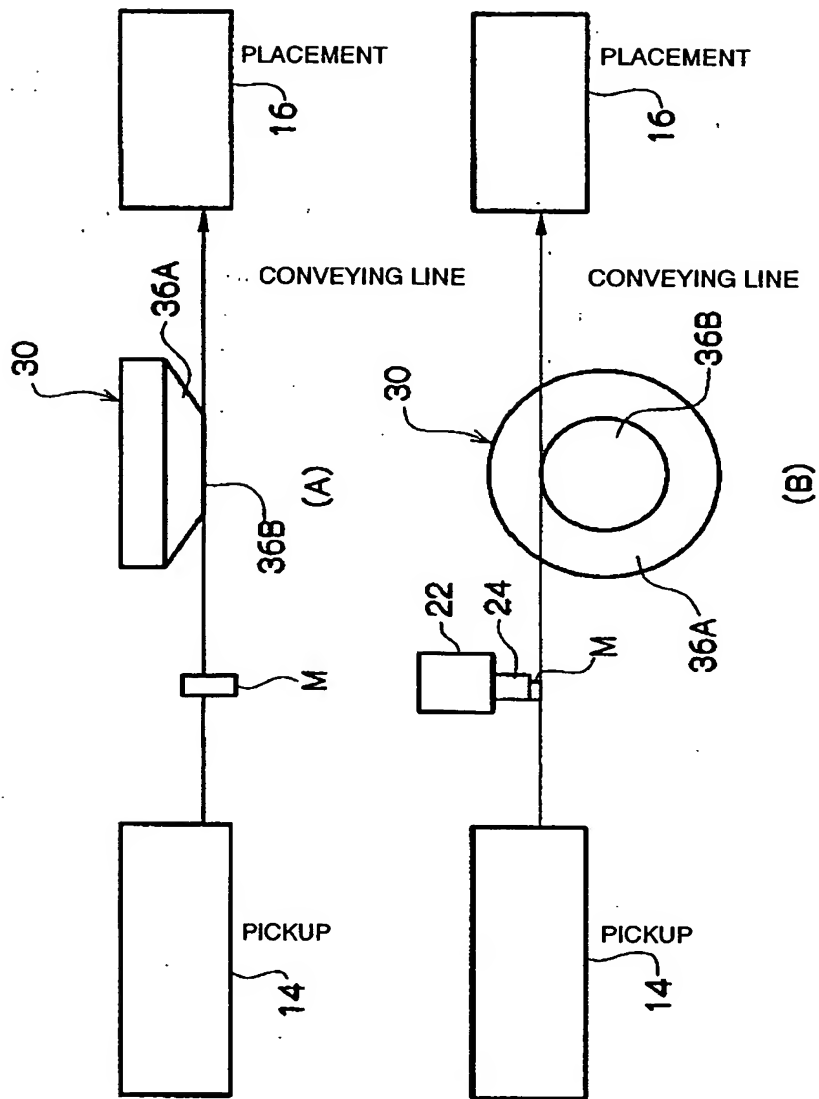 PLACEMENT
16
36A
CONVEYING LINE
30
36B
(A)
M
PICKUP
14
PLACEMENT
16
CONVEYING LINE
36B
30
(B)
36A
22
24
M
PICKUP
14